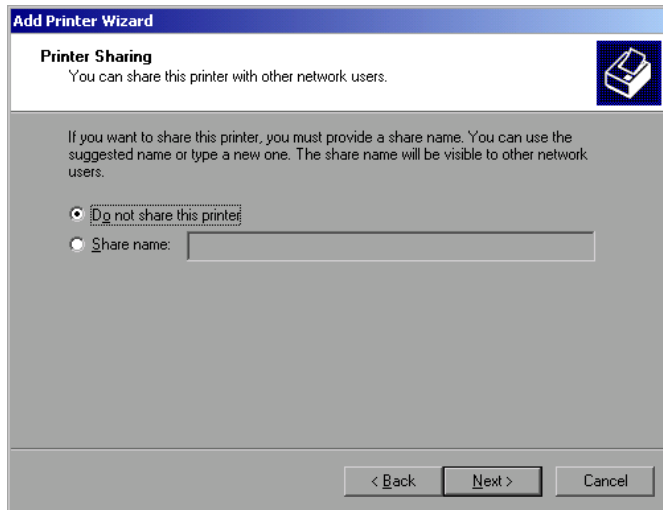 Add Printer Wizard
Printer Sharing
You can share this printer with other network users.
If you want to share this printer, you must provide a share name. You can use the
suggested name or type a new one. The share name will be visible to other network
users.
Do not share this printer
Share name:
< Back Next > Cancel